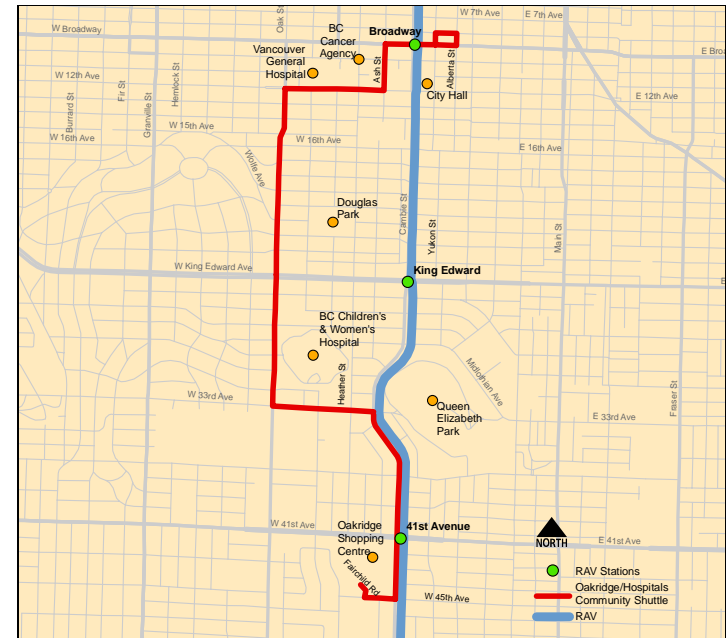 W 7th Ave
E 7th Ave
Oak St
W Broadway
Broadway
BC
Cancer
Agency
Vancouver
General
Hospital
Ash St
Alberta St
E Broa
W 12th Ave
City Hall
E 12th Ave
Burrard St
Fir St
Granville St
Hemlock St
W 15th Ave
W 16th Ave
W 16th Ave
E 16th Ave
Wolfe Ave
Douglas
Park
Cambie St
Yukon St
Main St
W King Edward Ave
King Edward
E
BC Children's
& Women's
Hospital
Heather St
Midlothian Ave
W 33rd Ave
Queen
Elizabeth
Park
E 33rd Ave
Fraser St
W 41st Ave
Oakridge
Shopping
Centre
41st Avenue
E 41st Ave
Fairchild Rd
W 45th Ave
NORTH
RAV Stations
Oakridge/Hospitals
Community Shuttle
RAV